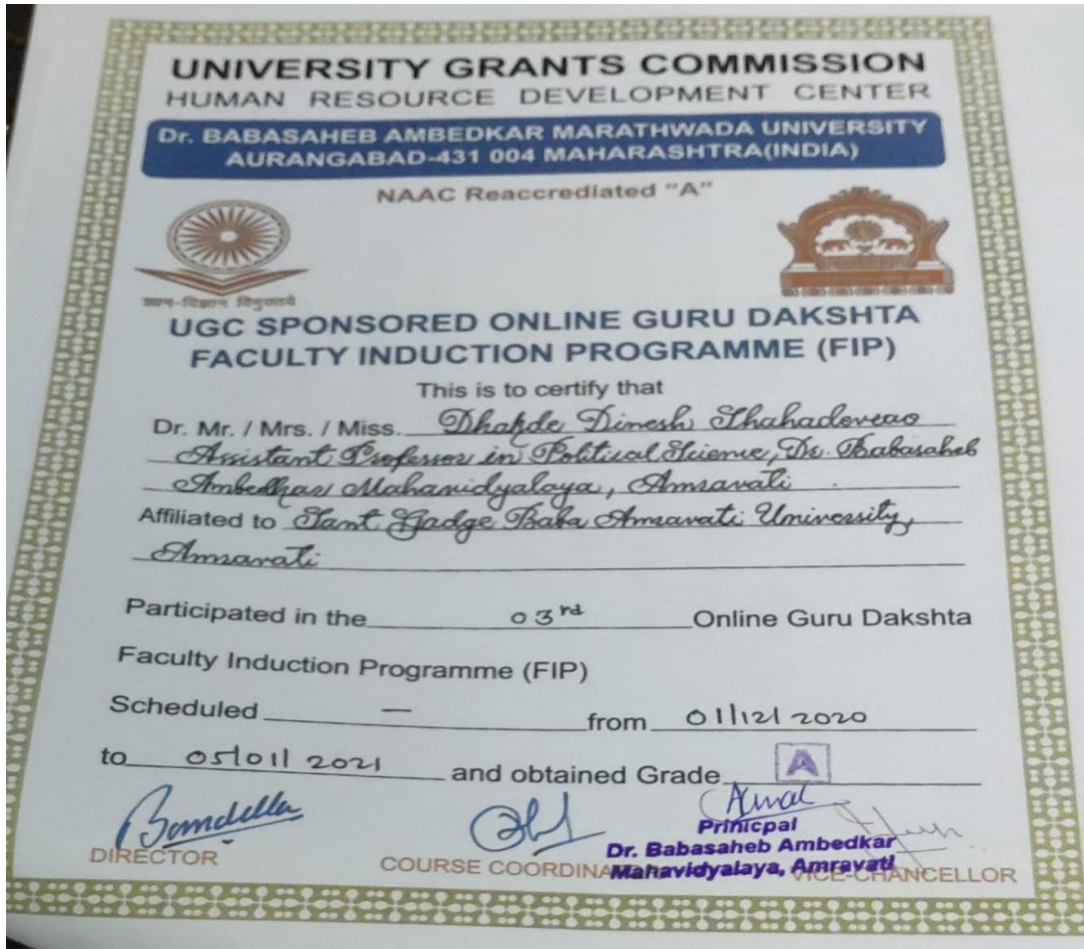 UNIVERSITY GRANTS COMMISSION
HUMAN RESOURCE DEVELOPMENT CENTER
Dr. BABASAHEB AMBEDKAR MARATHWADA UNIVERSITY
AURANGABAD-431 004 MAHARASHTRA(INDIA)
NAAC Reaccrediated "A"
ज्ञान-विज्ञान विमुक्तये
UGC SPONSORED ONLINE GURU DAKSHTA
FACULTY INDUCTION PROGRAMME (FIP)
This is to certify that
Dr. Mr. / Mrs. / Miss. Dhakde Dinesh Shahadevrao
Assistant Professor in Political Science, Dr. Babasaheb
Ambedkar Mahavidyalaya, Amravati
Affiliated to Sant Gadge Baba Amravati University,
Amravati
Participated in the 03rd Online Guru Dakshta
Faculty Induction Programme (FIP)
Scheduled — from 01/12/2020
to 05/01/2021 and obtained Grade A
Prinicpal
Dr. Babasaheb Ambedkar
Mahavidyalaya, Amravati
DIRECTOR COURSE COORDINATOR VICE-CHANCELLOR